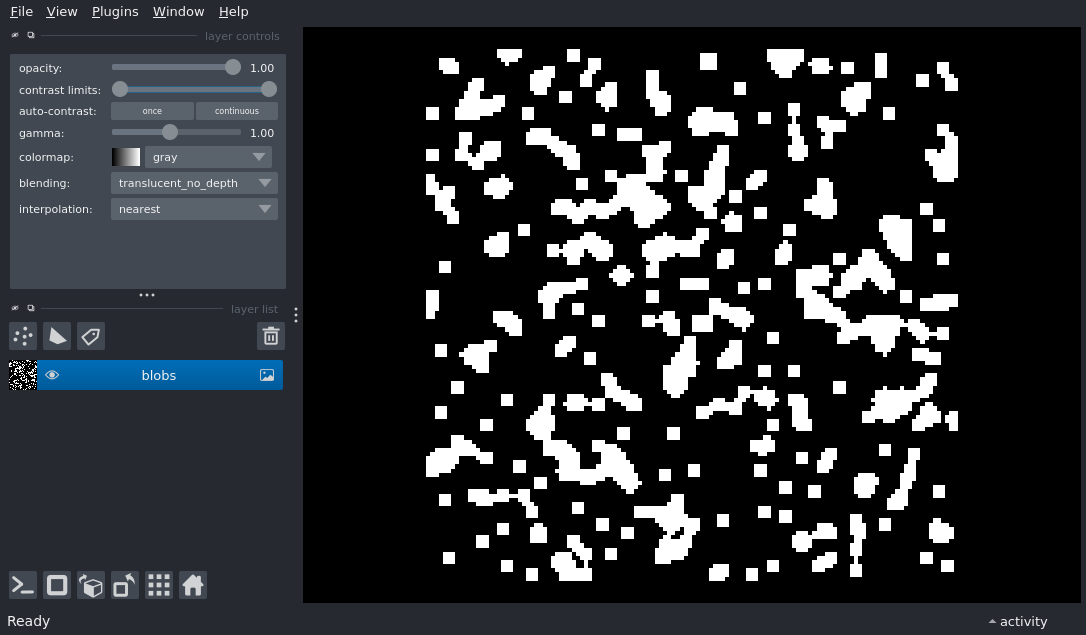 File View Plugins Window Help
layer controls
opacity: 1.00
contrast limits:
auto-contrast: once continuous
gamma: 1.00
colormap: gray
blending: translucent_no_depth
interpolation: nearest
layer list
blobs
Ready
activity